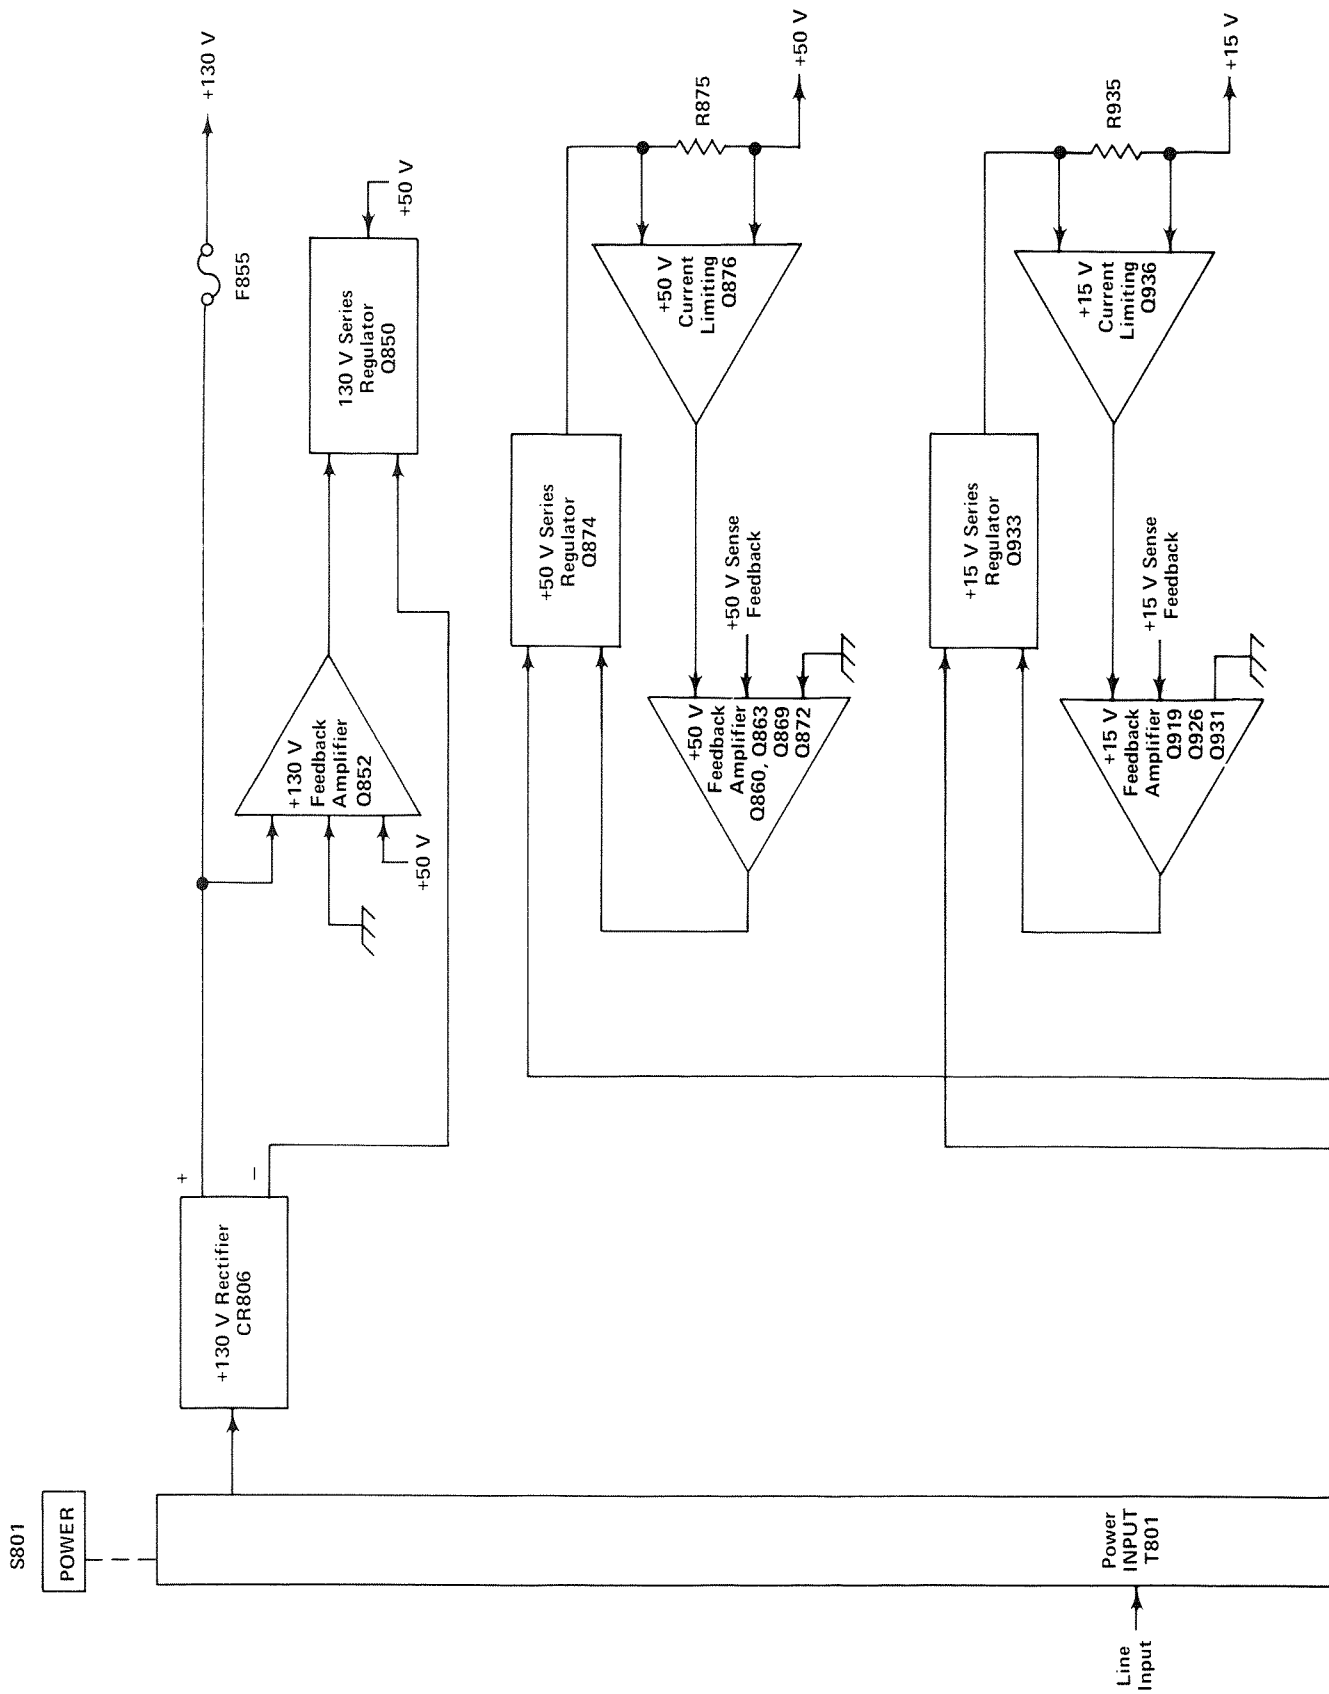 S801
POWER
Line
Input
Power
INPUT
T801
+130 V Rectifier
CR806
+
−
+130 V
Feedback
Amplifier
Q852
+50 V
130 V Series
Regulator
Q850
+50 V
F855
+130 V
+50 V
Feedback
Amplifier
Q860, Q863
Q869
Q872
+50 V Sense
Feedback
+50 V Series
Regulator
Q874
+50 V
Current
Limiting
Q876
R875
+50 V
+15 V
Feedback
Amplifier
Q919
Q926
Q931
+15 V Sense
Feedback
+15 V Series
Regulator
Q933
+15 V
Current
Limiting
Q936
R935
+15 V